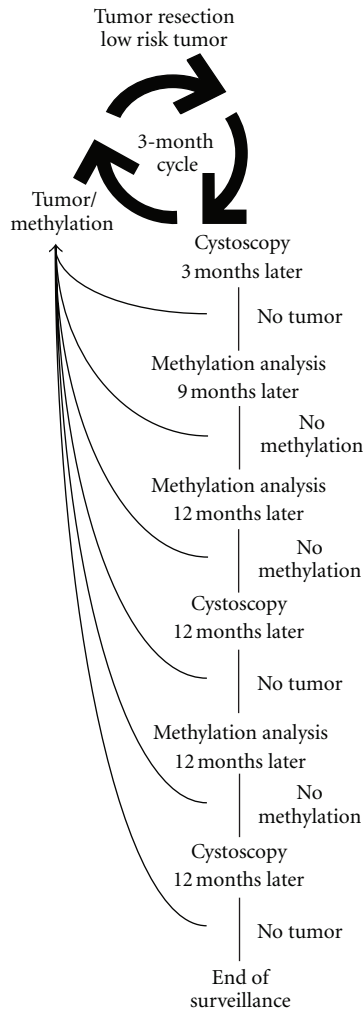 Tumor resection
low risk tumor
3-month
cycle
Tumor/
methylation
Cystoscopy
3 months later
No tumor
Methylation analysis
9 months later
No
methylation
Methylation analysis
12 months later
No
methylation
Cystoscopy
12 months later
No tumor
Methylation analysis
12 months later
No
methylation
Cystoscopy
12 months later
No tumor
End of
surveillance